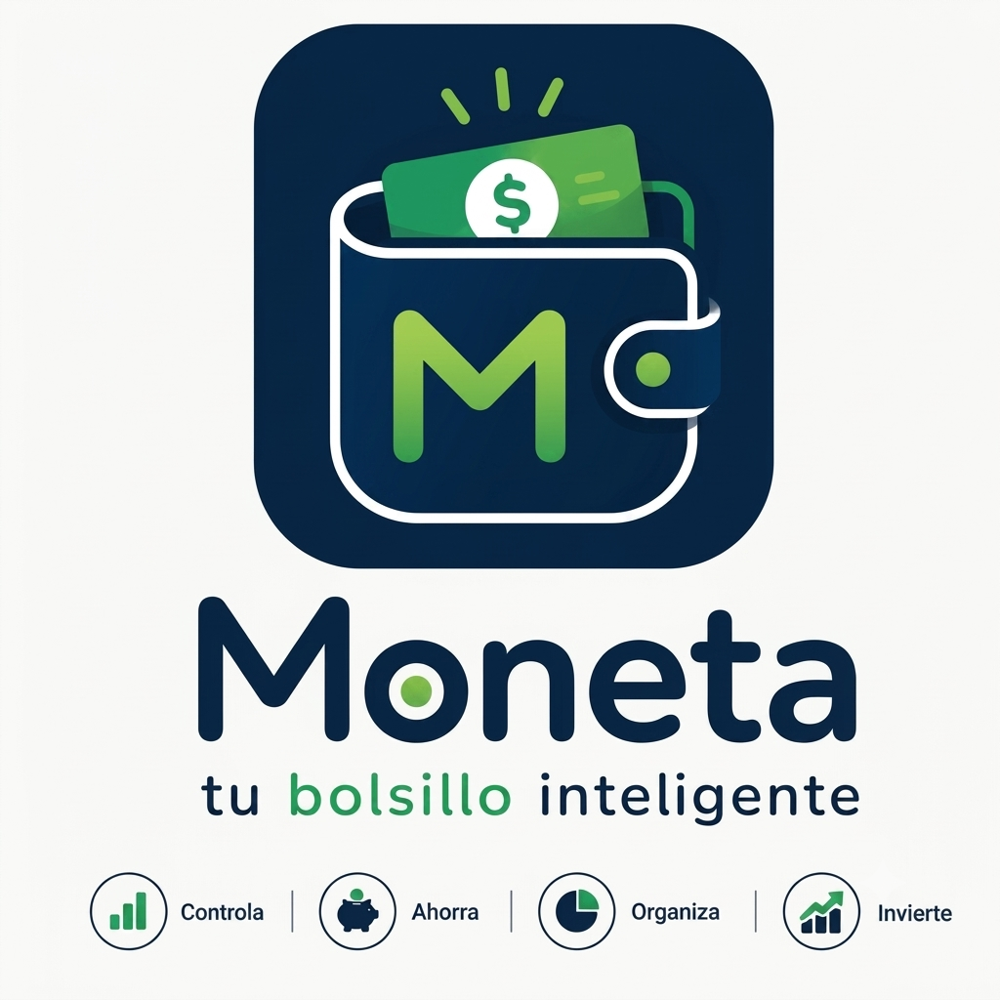 $
M
Moneta
tu bolsillo inteligente
Controla
Ahorra
Organiza
Invierte